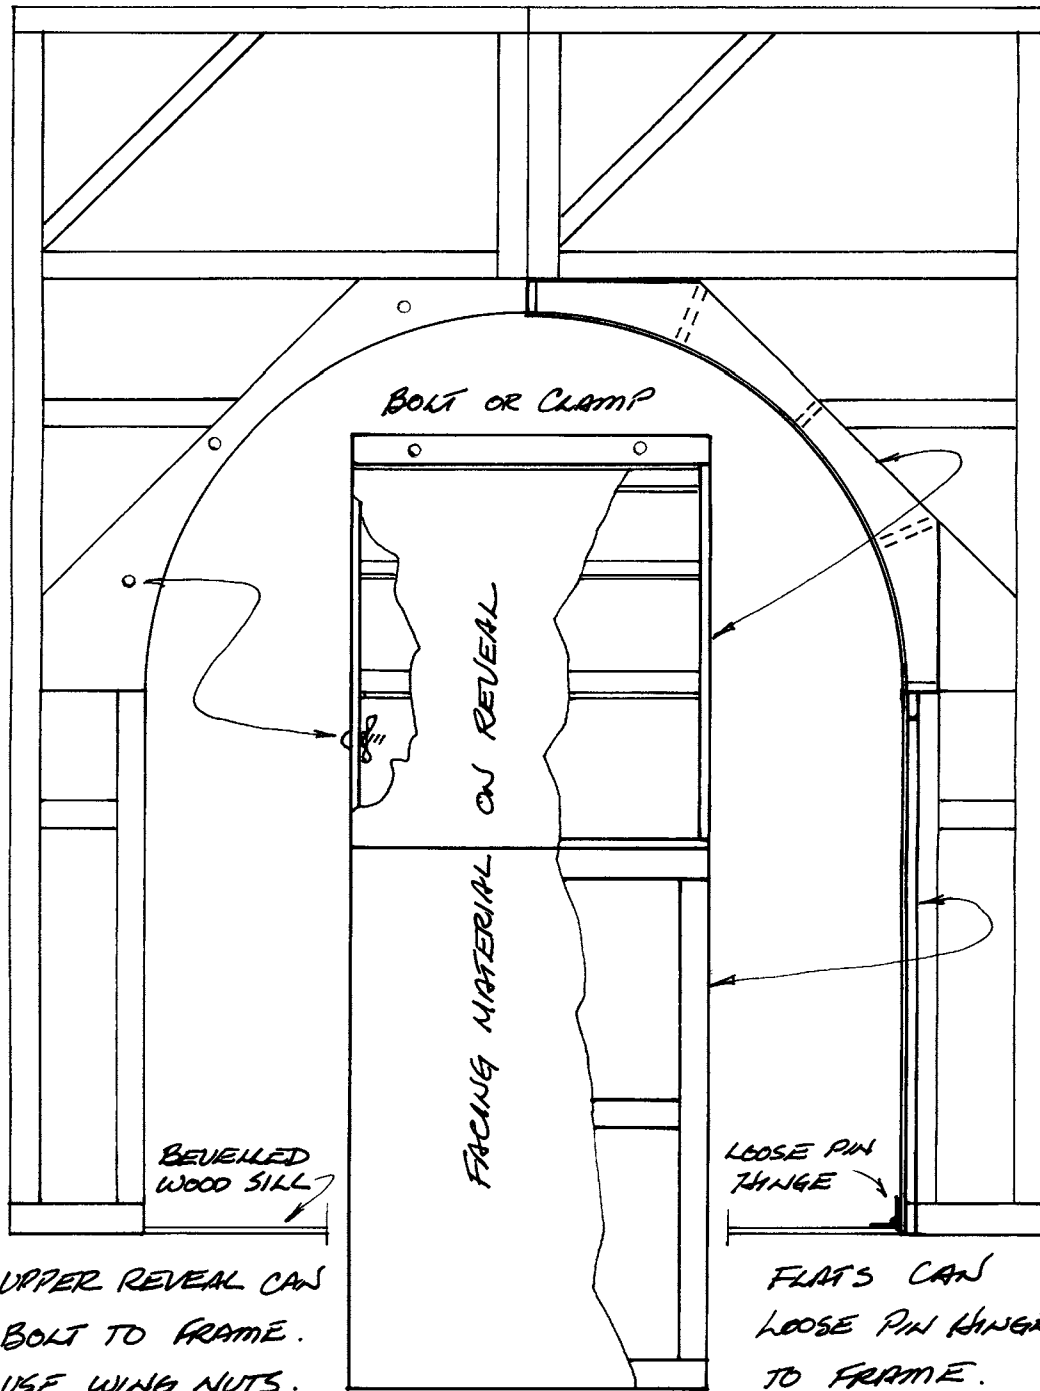 BOLT OR CLAMP
FACING MATERIAL ON REVEAL
BEVELLED
WOOD SILL
LOOSE PIN
HINGE
UPPER REVEAL CAN
BOLT TO FRAME.
USE WING NUTS.
FLATS CAN
LOOSE PIN HINGE
TO FRAME.